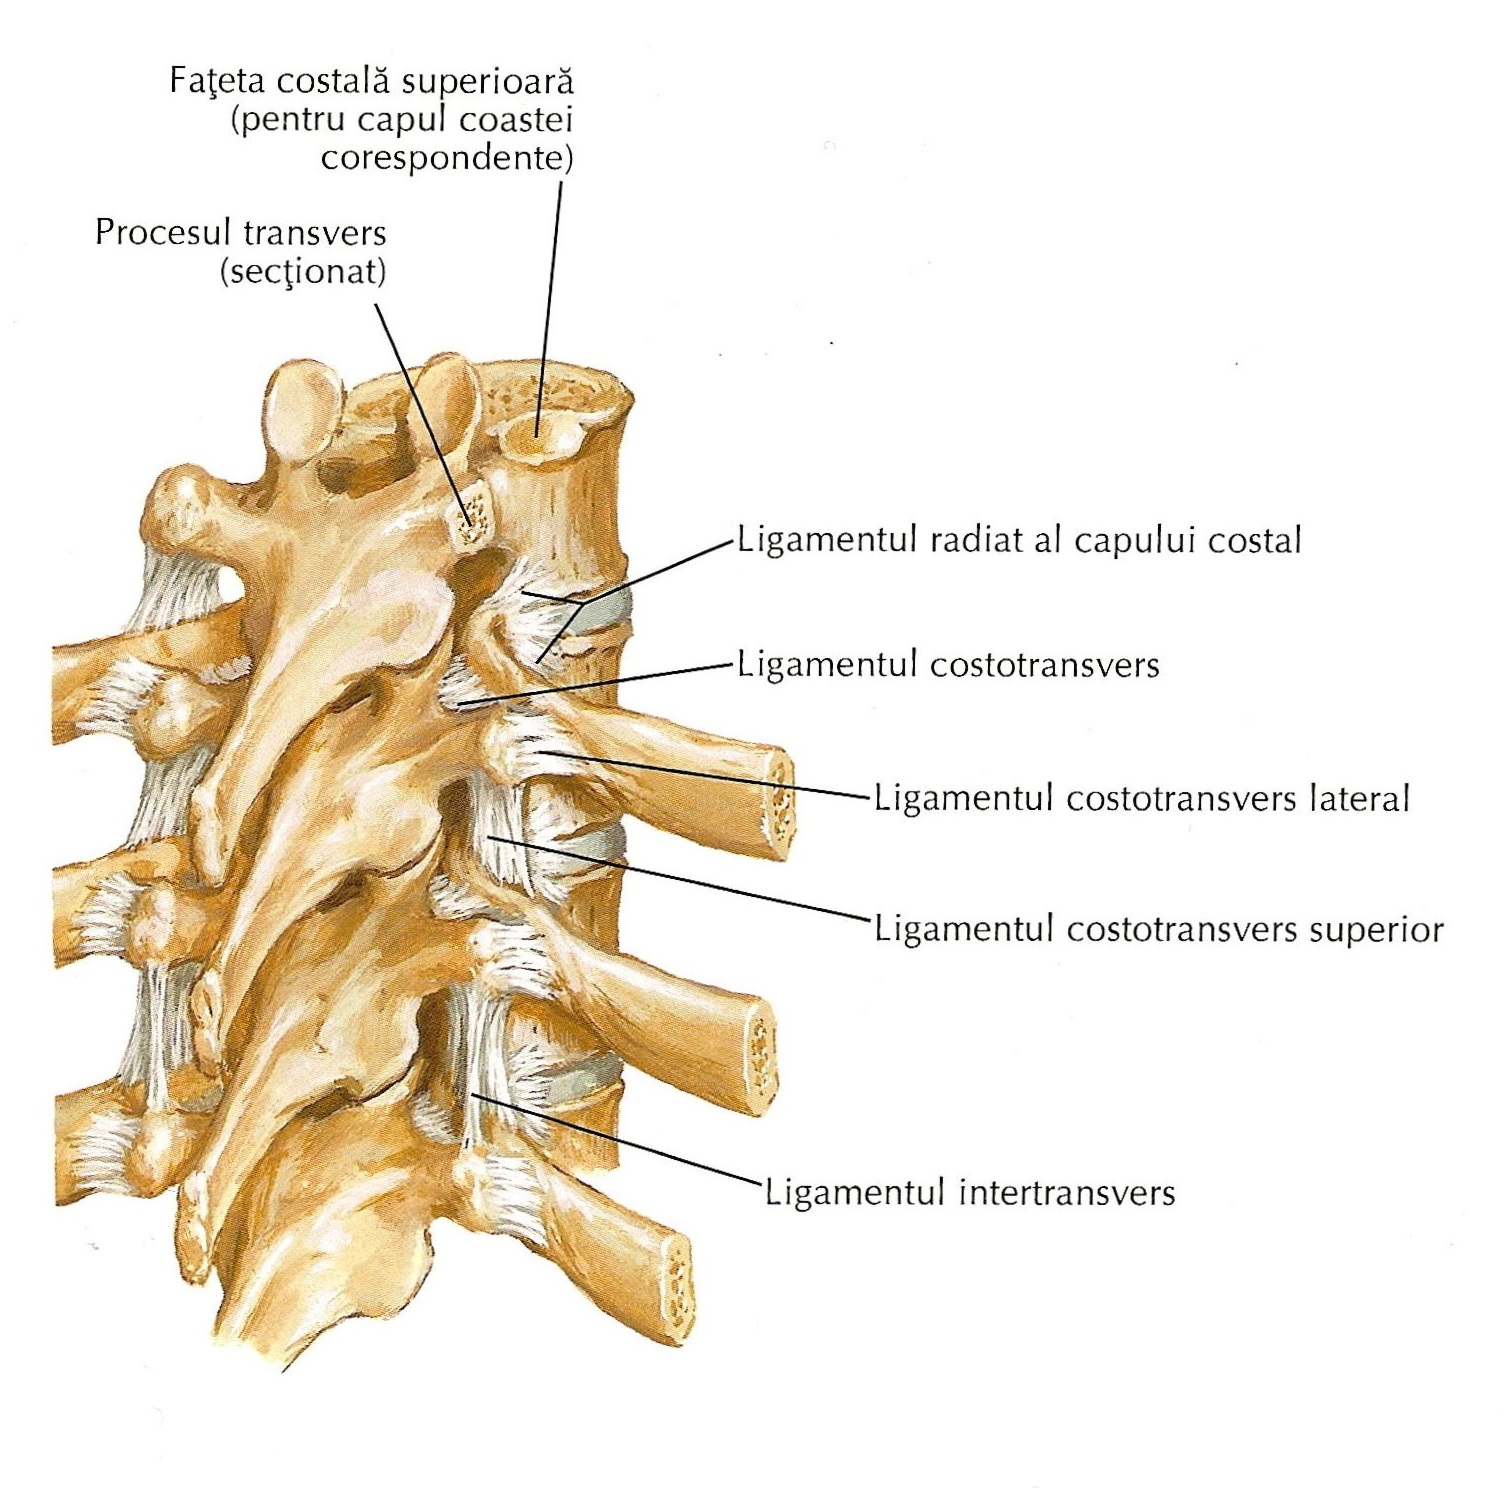 Faţeta costală superioară
(pentru capul coastei
corespondente)
Procesul transvers
(secţionat)
Ligamentul radiat al capului costal
Ligamentul costotransvers
Ligamentul costotransvers lateral
Ligamentul costotransvers superior
Ligamentul intertransvers